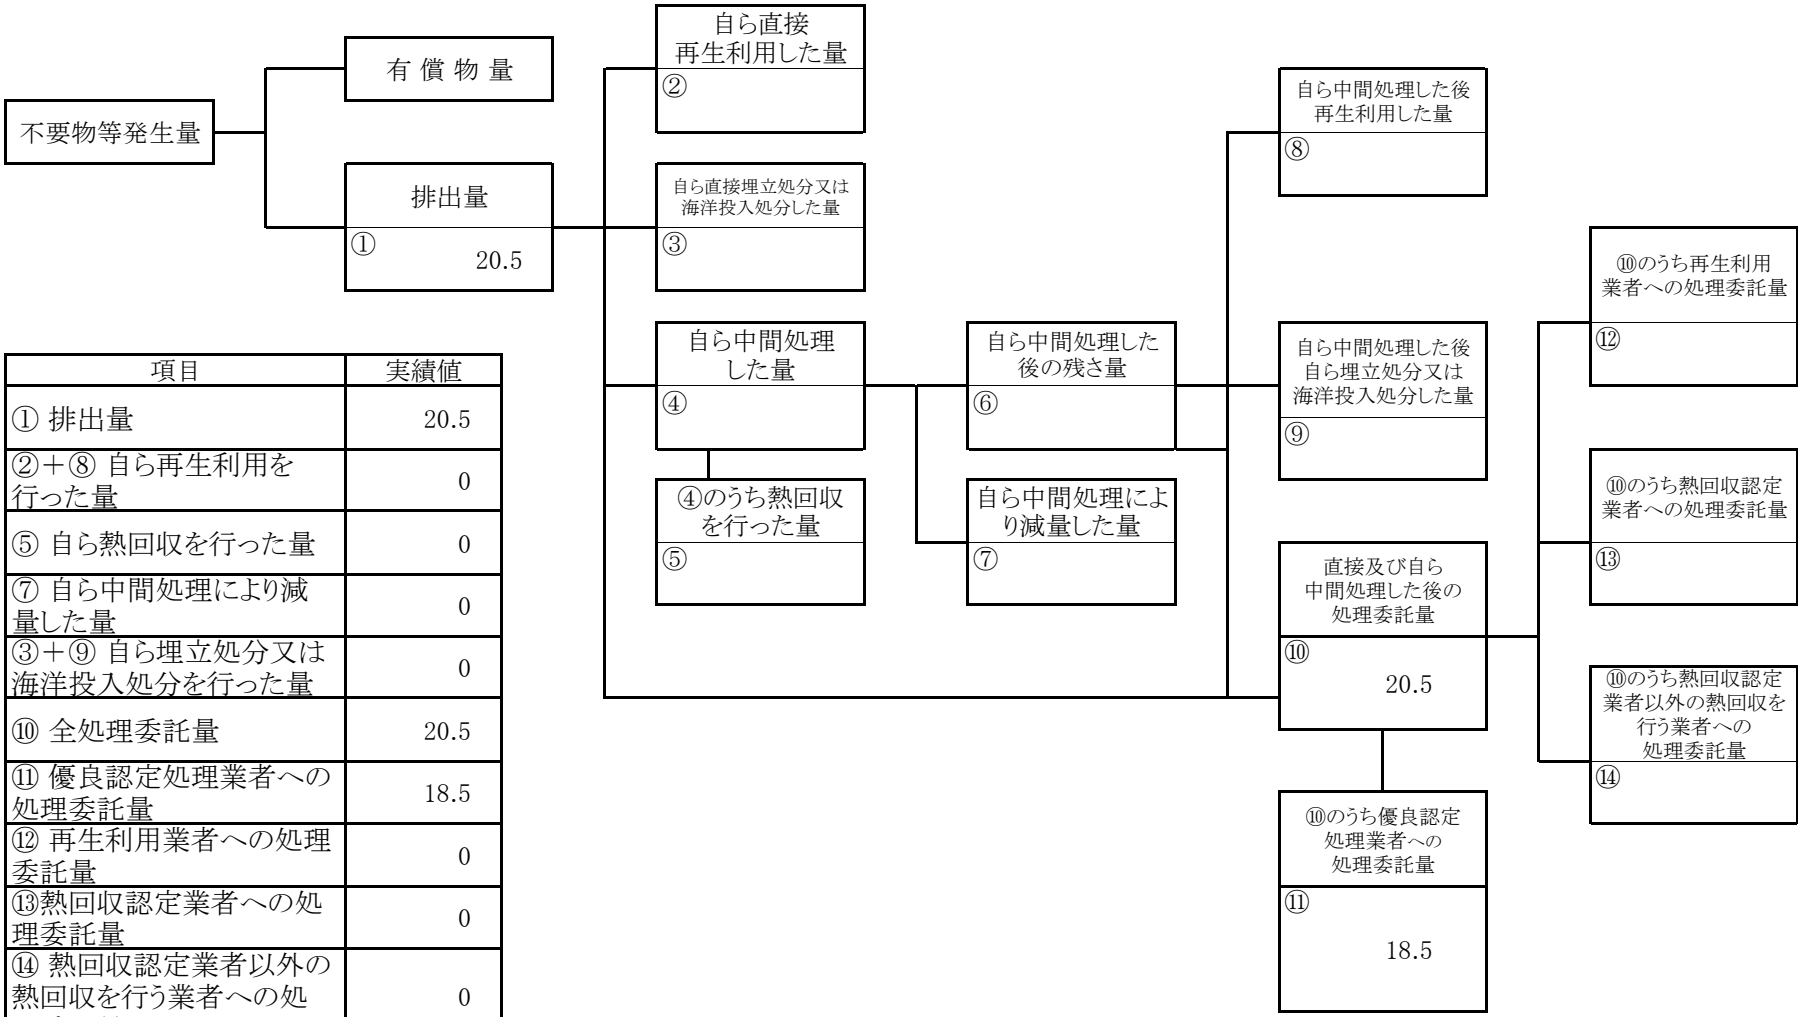 自ら直接
再生利用した量
②
有 償 物 量
不要物等発生量
排出量
①
20.5
自ら直接埋立処分又は
海洋投入処分した量
③
自ら中間処理
した量
④
④のうち熱回収
を行った量
⑤
自ら中間処理した
後の残さ量
⑥
自ら中間処理によ
り減量した量
⑦
自ら中間処理した後
再生利用した量
⑧
自ら中間処理した後
自ら埋立処分又は
海洋投入処分した量
⑨
直接及び自ら
中間処理した後の
処理委託量
⑩
20.5
⑩のうち優良認定
処理業者への
処理委託量
⑪
18.5
⑩のうち再生利用
業者への処理委託量
⑫
⑩のうち熱回収認定
業者への処理委託量
⑬
⑩のうち熱回収認定
業者以外の熱回収を
行う業者への
処理委託量
⑭
項目 実績値
① 排出量 20.5
②＋⑧ 自ら再生利用を
行った量 0
⑤ 自ら熱回収を行った量 0
⑦ 自ら中間処理により減
量した量 0
③＋⑨ 自ら埋立処分又は
海洋投入処分を行った量 0
⑩ 全処理委託量 20.5
⑪ 優良認定処理業者への
処理委託量 18.5
⑫ 再生利用業者への処理
委託量 0
⑬熱回収認定業者への処
理委託量 0
⑭ 熱回収認定業者以外の
熱回収を行う業者への処 0